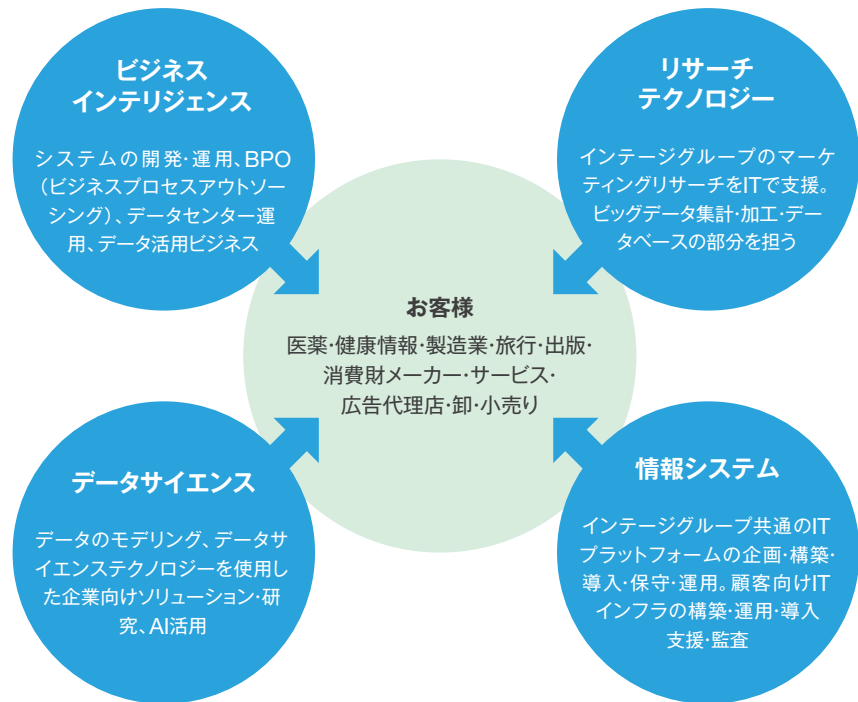 ビジネス
インテリジェンス
システムの開発・運用、BPO
（ビジネスプロセスアウトソー
シング）、データセンター運
用、データ活用ビジネス
リサーチ
テクノロジー
インテージグループのマーケ
ティングリサーチをITで支援。
ビッグデータ集計・加工・デー
タベースの部分を担う
お客様
医薬・健康情報・製造業・旅行・出版・
消費財メーカー・サービス・
広告代理店・卸・小売り
データサイエンス
データのモデリング、データサ
イエンステクノロジーを使用し
た企業向けソリューション・研
究、AI活用
情報システム
インテージグループ共通のIT
プラットフォームの企画・構築・
導入・保守・運用。顧客向けIT
インフラの構築・運用・導入
支援・監査